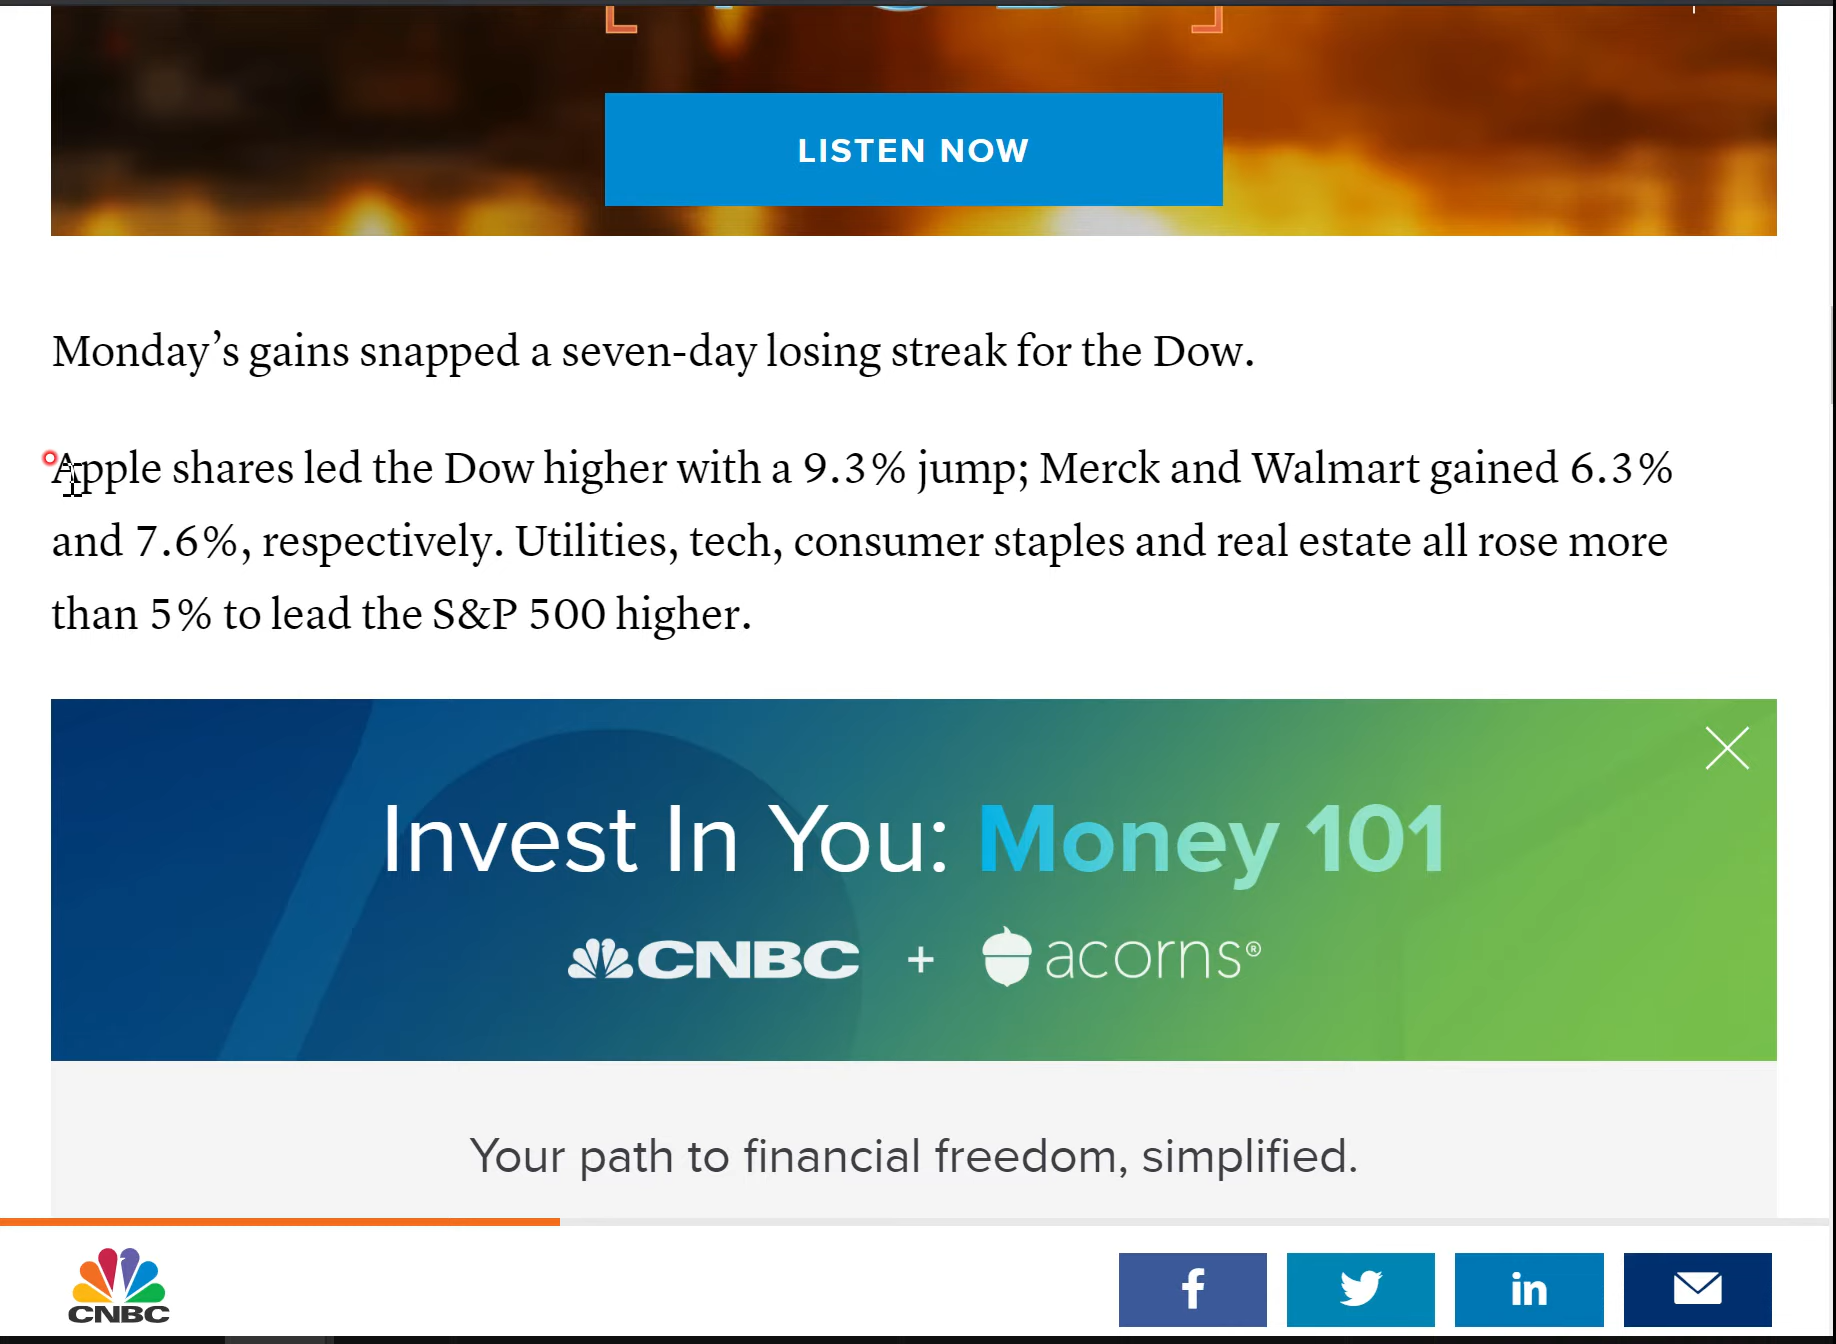 LISTEN NOW
Monday’s gains snapped a seven-day losing streak for the Dow.
Apple shares led the Dow higher with a 9.3% jump; Merck and Walmart gained 6.3%
and 7.6%, respectively. Utilities, tech, consumer staples and real estate all rose more
than 5% to lead the S&P 500 higher.
Invest In You: Money 101
CNBC + acorns®
Your path to financial freedom, simplified.
CNBC
f
in